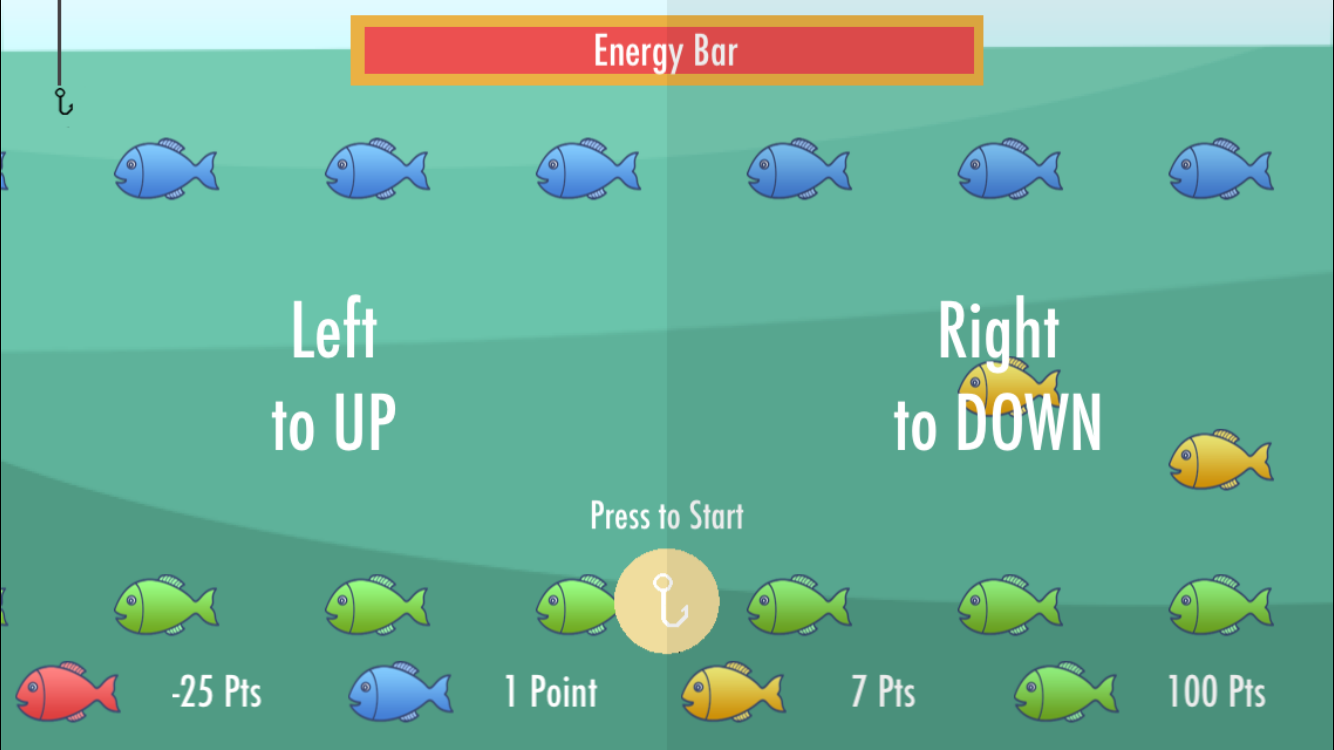 Energy Bar
Left
to UP
Right
to DOWN
Press to Start
-25 Pts
1 Point
7 Pts
100 Pts